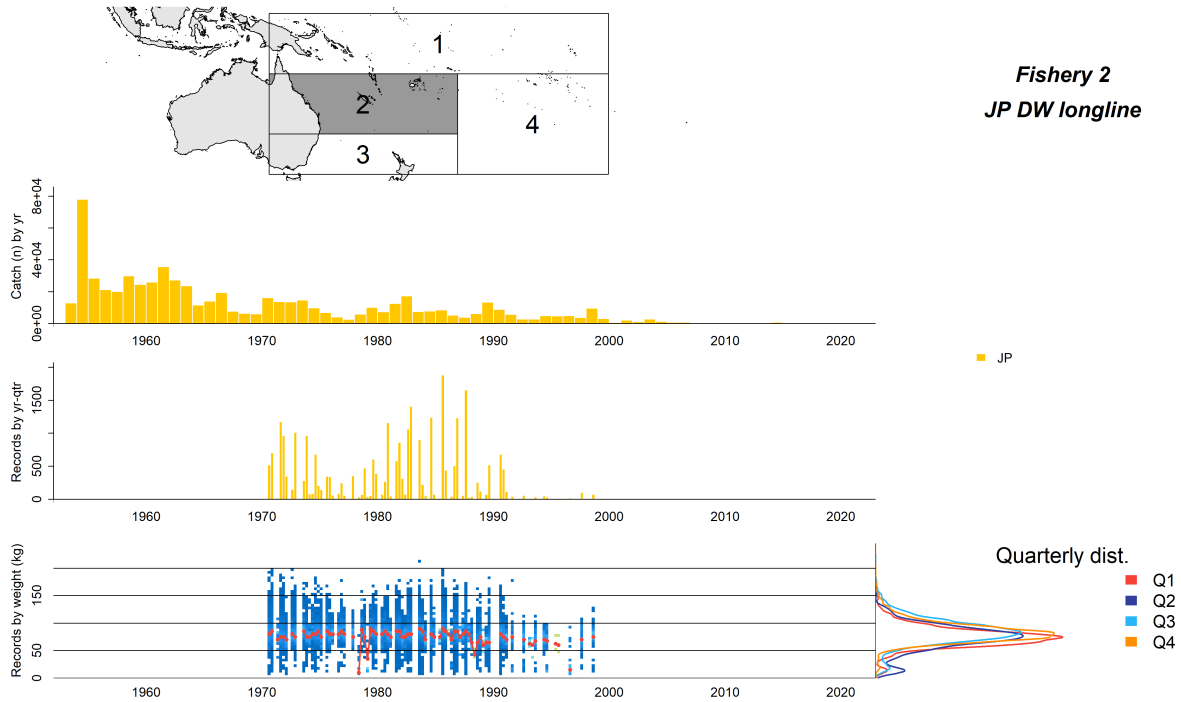 1
2
4
3
Fishery 2
JP DW longline
Catch (n) by yr
0e+00 4e+04 8e+04
1960 1970 1980 1990 2000 2010 2020
JP
Records by yr-qtr
0 500 1500
1960 1970 1980 1990 2000 2010 2020
Records by weight (kg)
0 50 150
1960 1970 1980 1990 2000 2010 2020
Quarterly dist.
Q1
Q2
Q3
Q4